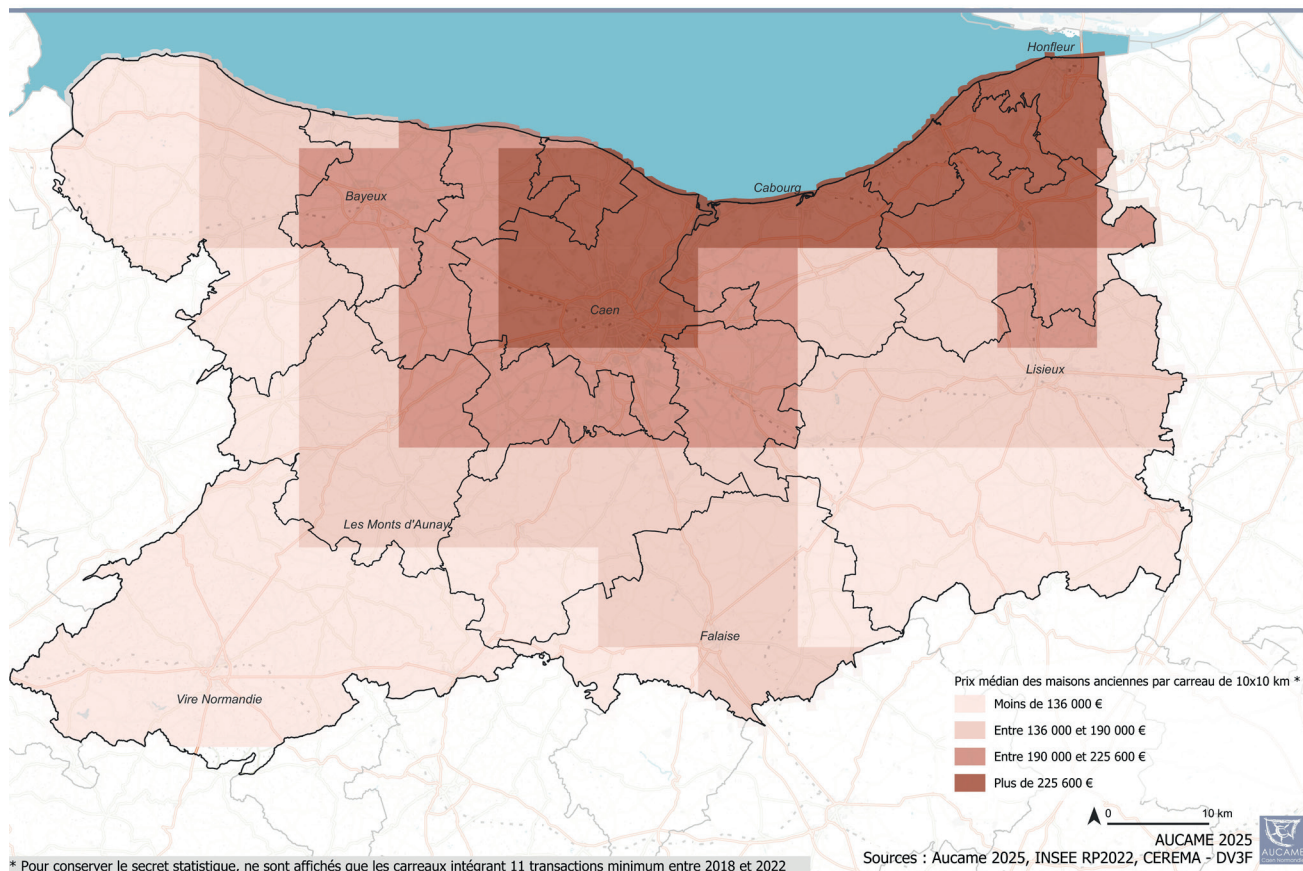 Honfleur
Cabourg
Bayeux
Caen
Lisieux
Les Monts d'Aunay
Falaise
Vire Normandie
Prix médian des maisons anciennes par carreau de 10x10 km *
Moins de 136 000 €
Entre 136 000 et 190 000 €
Entre 190 000 et 225 600 €
Plus de 225 600 €
0 10 km
AUCAME 2025
Sources : Aucame 2025, INSEE RP2022, CEREMA - DV3F
AUCAME
Caen Normandie
* Pour conserver le secret statistique, ne sont affichés que les carreaux intégrant 11 transactions minimum entre 2018 et 2022